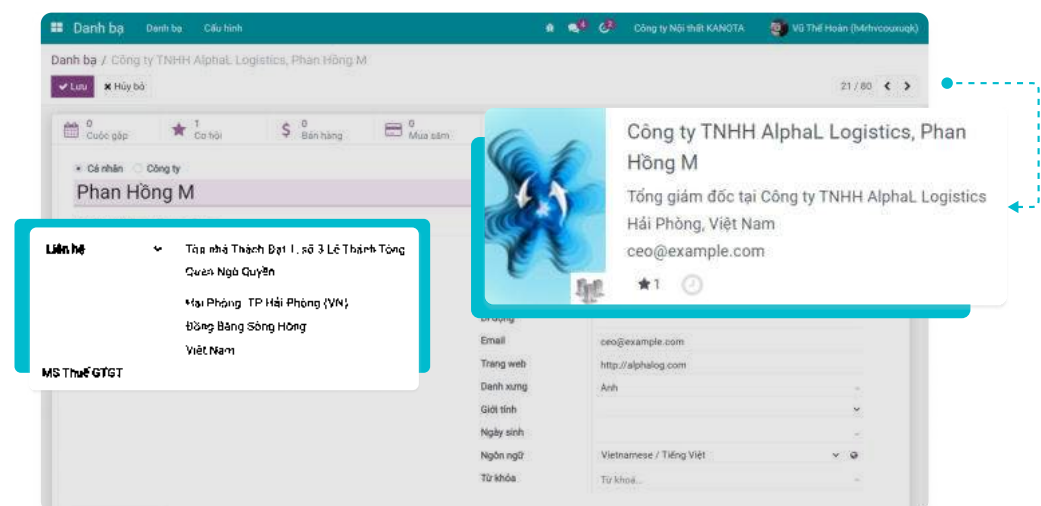 Danh bạ Danh bạ Cấu hình 4 2 Công ty Nội thất KANOTA Vũ Thế Hoàn (h4rhvcouxuqk)
Danh bạ / Công ty TNHH AlphaL Logistics, Phan Hồng M
Lưu Hủy bỏ 21 / 80
0 Cuộc gặp 1 Cơ hội 0 Bán hàng 0 Mua sắm
Cá nhân Công ty
Phan Hồng M
Công ty TNHH AlphaL Logistics, Phan
Hồng M
Tổng giám đốc tại Công ty TNHH AlphaL Logistics
Hải Phòng, Việt Nam
ceo@example.com
1
Liên hệ Tòa nhà Thành Đạt 1, số 3 Lê Thánh Tông
Quận Ngô Quyền
Hải Phòng TP Hải Phòng (VN)
Đồng Bằng Sông Hồng
Việt Nam
MS Thuế GTGT
Di động
Email ceo@example.com
Trang web http://alphalog.com
Danh xưng Anh
Giới tính
Ngày sinh
Ngôn ngữ Vietnamese / Tiếng Việt
Từ khóa Từ khoá...